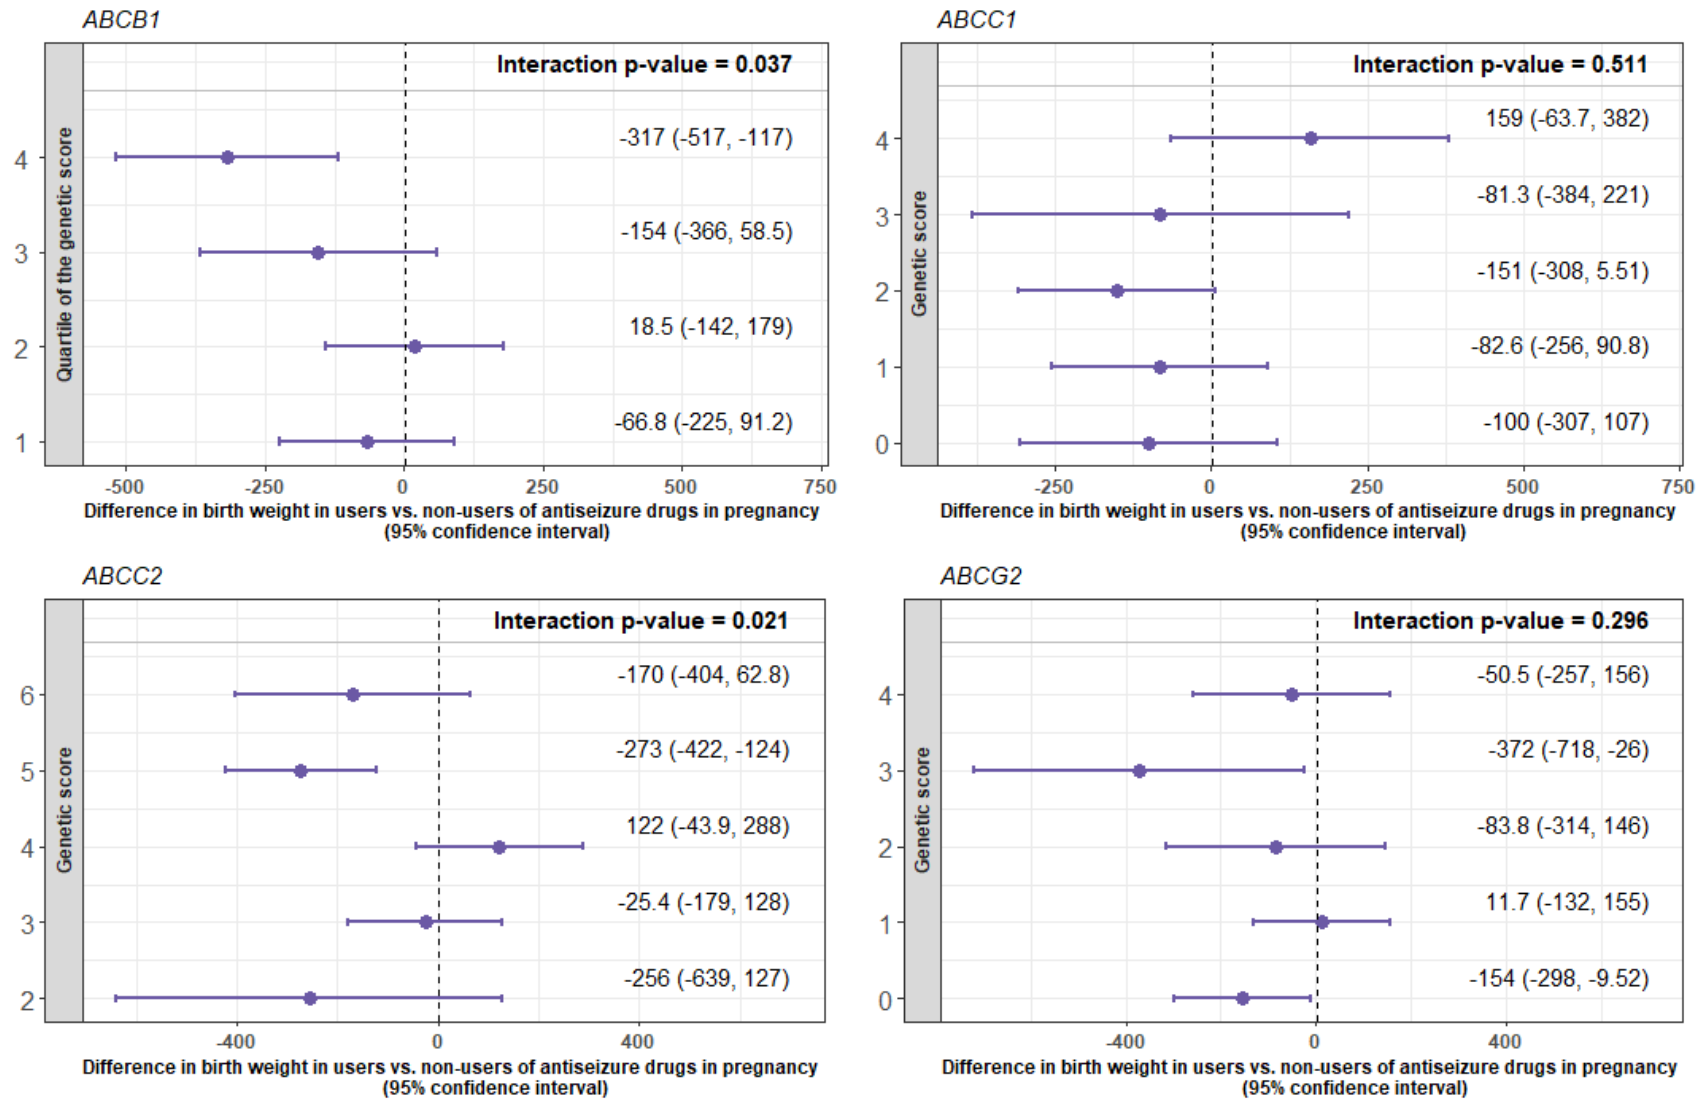 ABCB1
Interaction p-value = 0.037
Quartile of the genetic score
4
-317 (-517, -117)
3
-154 (-366, 58.5)
2
18.5 (-142, 179)
1
-66.8 (-225, 91.2)
-500 -250 0 250 500 750
Difference in birth weight in users vs. non-users of antiseizure drugs in pregnancy
(95% confidence interval)
ABCC1
Interaction p-value = 0.511
Genetic score
4
159 (-63.7, 382)
3
-81.3 (-384, 221)
2
-151 (-308, 5.51)
1
-82.6 (-256, 90.8)
0
-100 (-307, 107)
-250 0 250 500 750
Difference in birth weight in users vs. non-users of antiseizure drugs in pregnancy
(95% confidence interval)
ABCC2
Interaction p-value = 0.021
Genetic score
6
-170 (-404, 62.8)
5
-273 (-422, -124)
4
122 (-43.9, 288)
3
-25.4 (-179, 128)
2
-256 (-639, 127)
-400 0 400
Difference in birth weight in users vs. non-users of antiseizure drugs in pregnancy
(95% confidence interval)
ABCG2
Interaction p-value = 0.296
Genetic score
4
-50.5 (-257, 156)
3
-372 (-718, -26)
2
-83.8 (-314, 146)
1
11.7 (-132, 155)
0
-154 (-298, -9.52)
-400 0 400
Difference in birth weight in users vs. non-users of antiseizure drugs in pregnancy
(95% confidence interval)